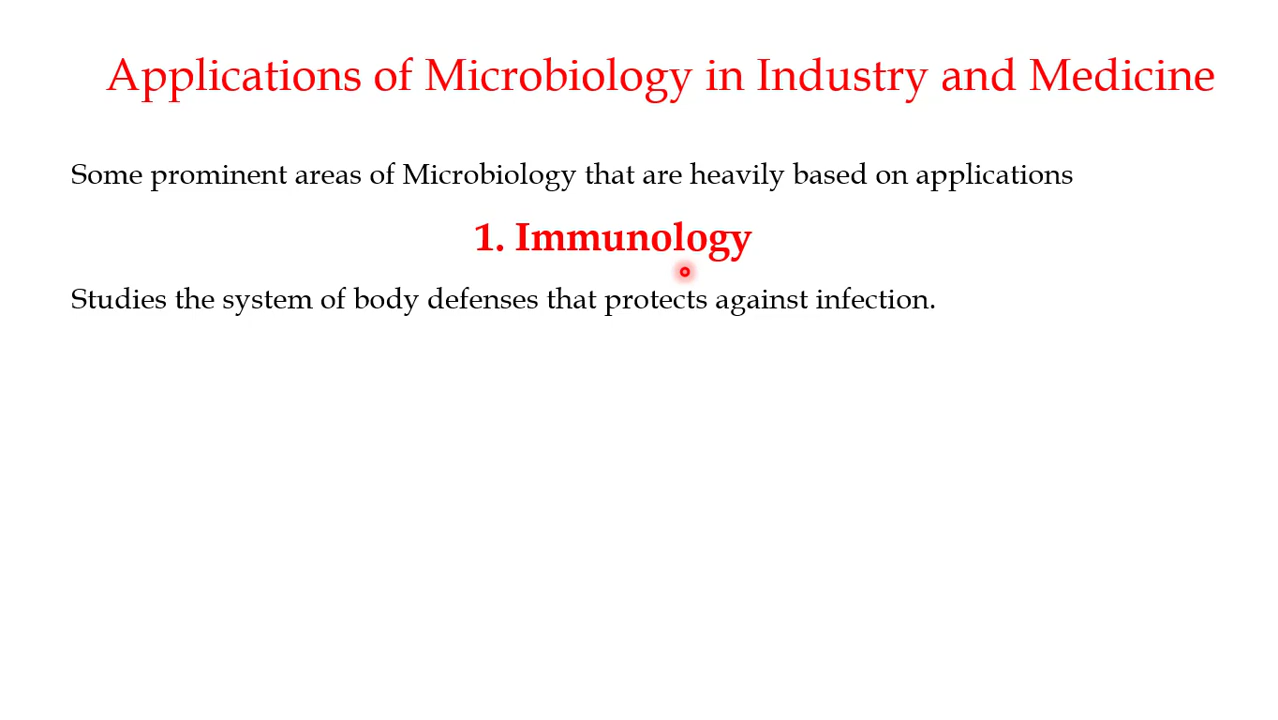 Applications of Microbiology in Industry and Medicine
Some prominent areas of Microbiology that are heavily based on applications
1. Immunology
Studies the system of body defenses that protects against infection.